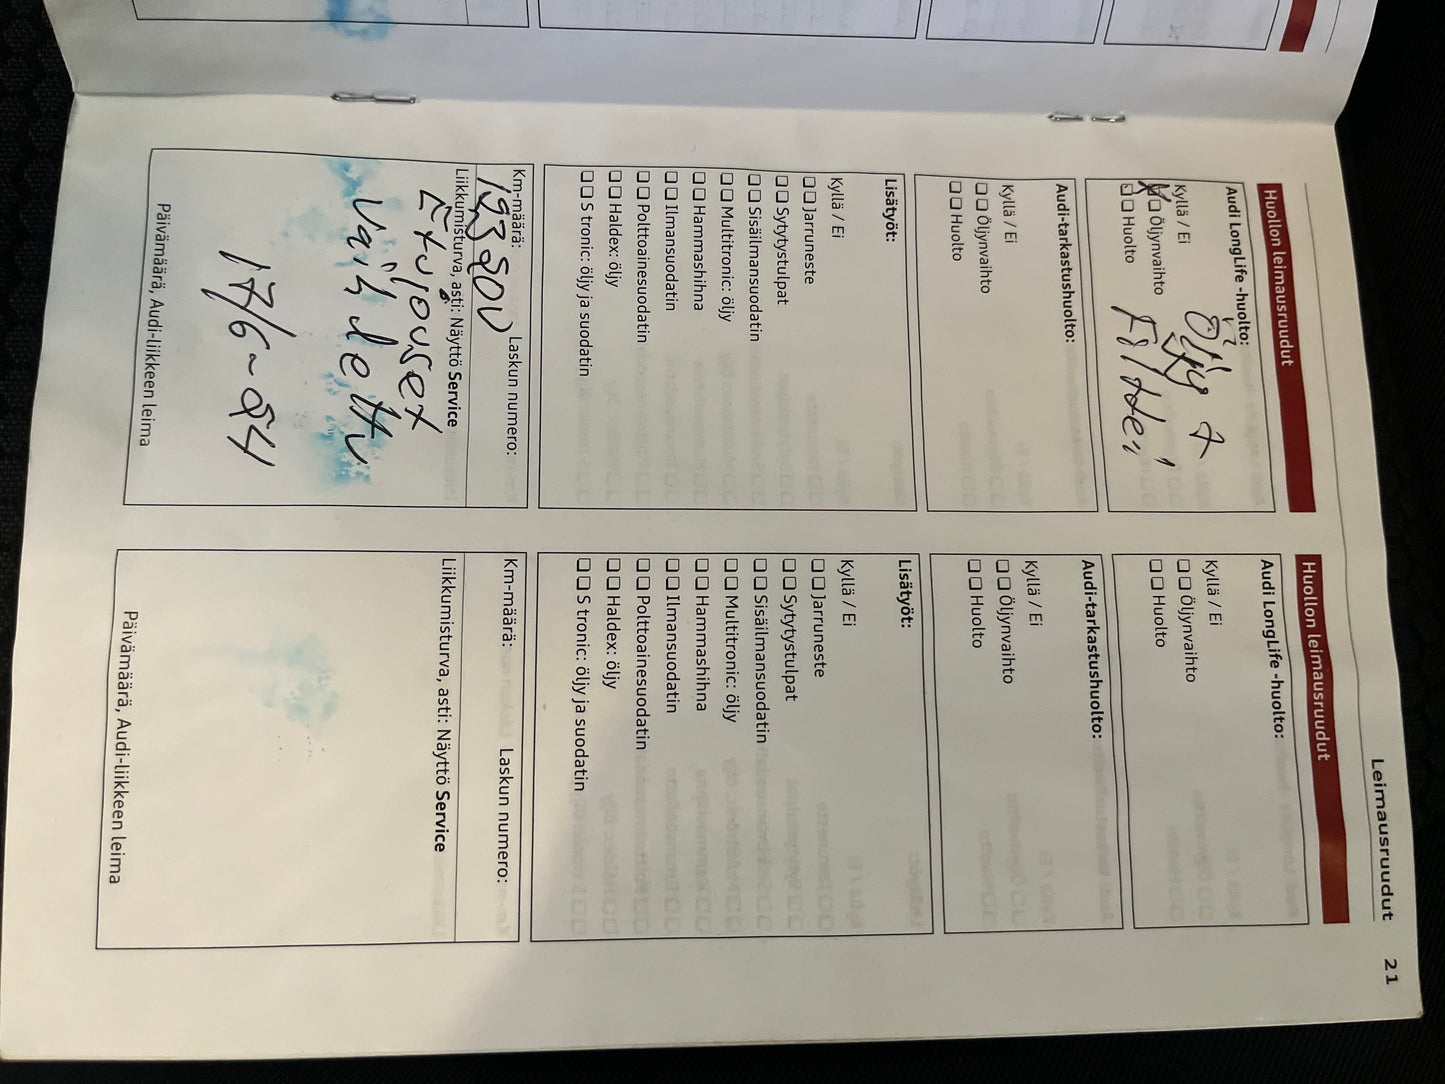 Leimausruudut 21
Huollon leimausruudut
Audi LongLife -huolto:
Kyllä / Ei
Öljynvaihto
Huolto
Öljy +
Audi-tarkastushuolto:
Kyllä / Ei
Öljynvaihto
Huolto
Lisätyöt:
Kyllä / Ei
Jarruneste
Sytytystulpat
Sisäilmansuodatin
Multitronic: öljy
Hammashihna
Ilmansuodatin
Polttoainesuodatin
Haldex: öljy
S tronic: öljy ja suodatin
Km-määrä: Laskun numero:
Liikkumisturva, asti: Näyttö Service
Etujouset
Vaihdettu
17/6-
Päivämäärä, Audi-liikkeen leima
Huollon leimausruudut
Audi LongLife -huolto:
Kyllä / Ei
Öljynvaihto
Huolto
Audi-tarkastushuolto:
Kyllä / Ei
Öljynvaihto
Huolto
Lisätyöt:
Kyllä / Ei
Jarruneste
Sytytystulpat
Sisäilmansuodatin
Multitronic: öljy
Hammashihna
Ilmansuodatin
Polttoainesuodatin
Haldex: öljy
S tronic: öljy ja suodatin
Km-määrä: Laskun numero:
Liikkumisturva, asti: Näyttö Service
Päivämäärä, Audi-liikkeen leima